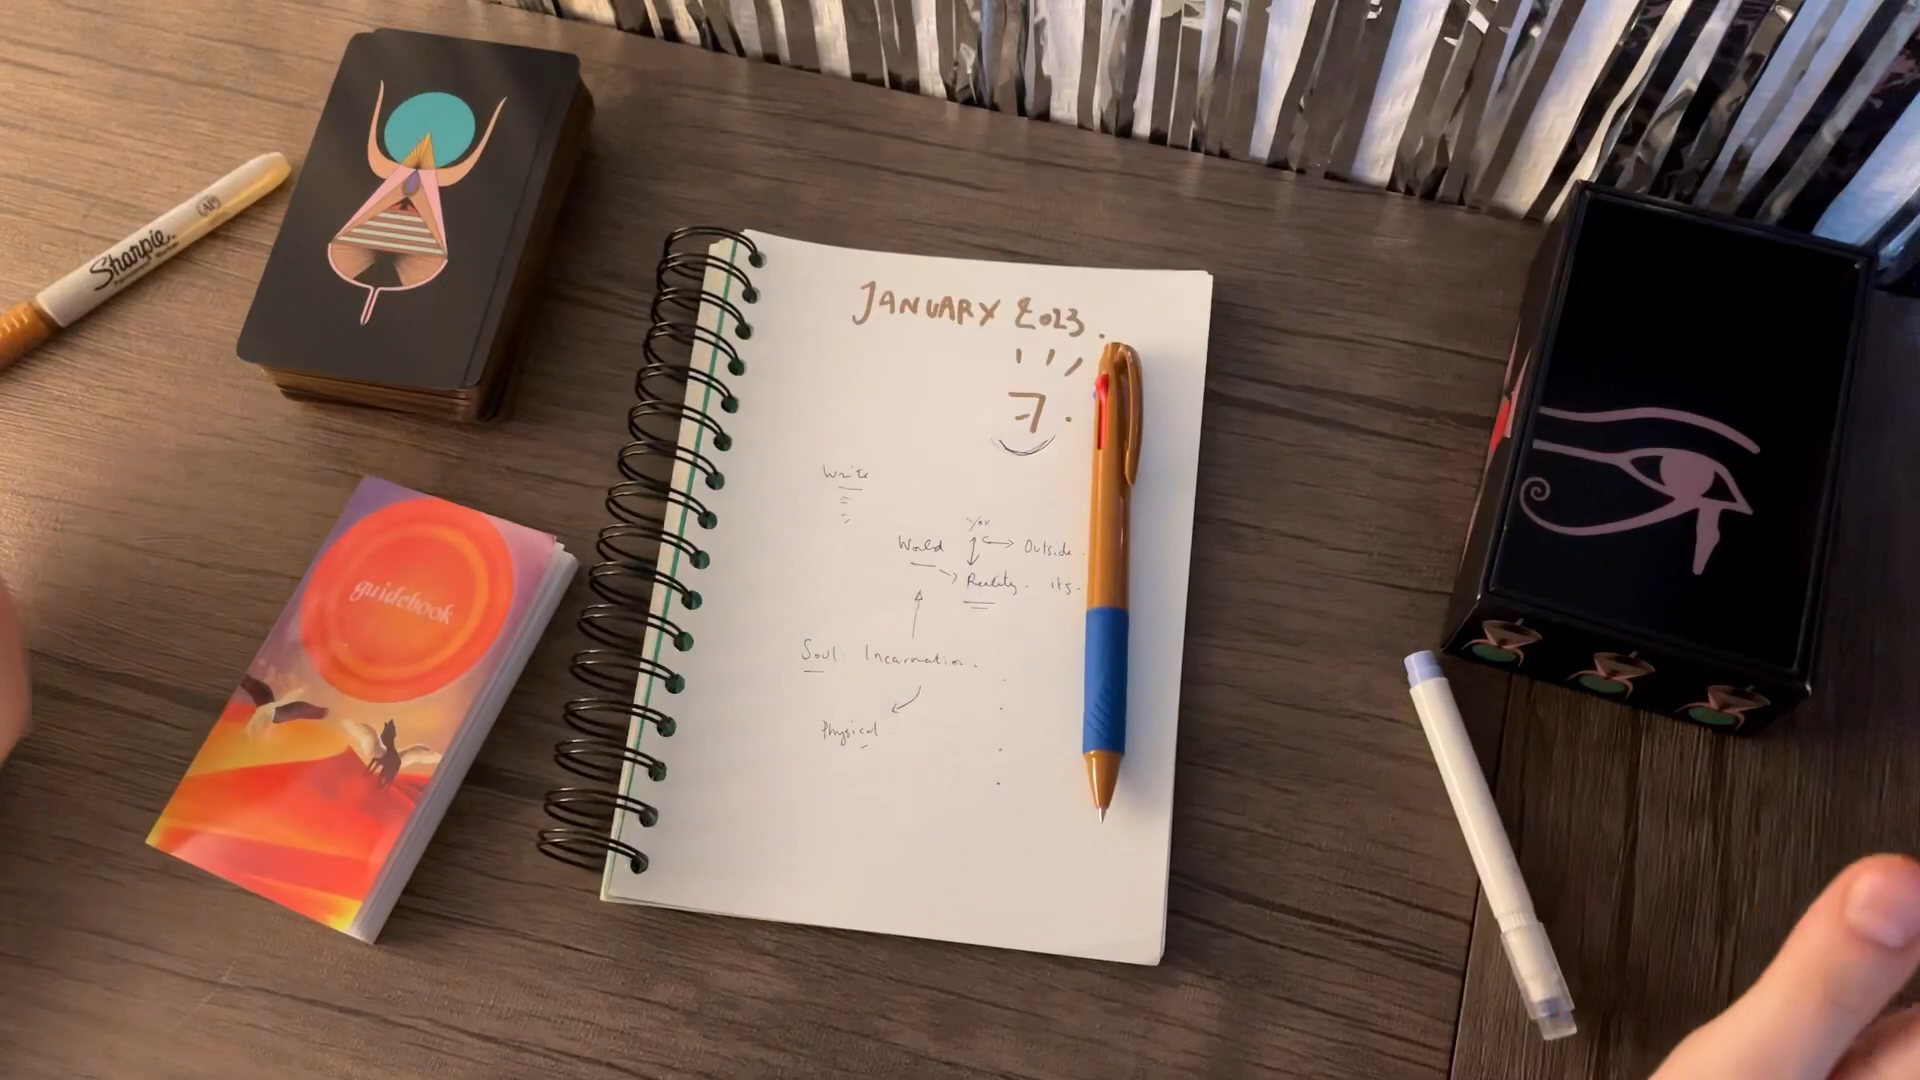 Sharpie.
guidebook
JANUARY 2023.
7.
Write
You
World
Outside.
Reality. its.
Soul Incarnation.
Physical